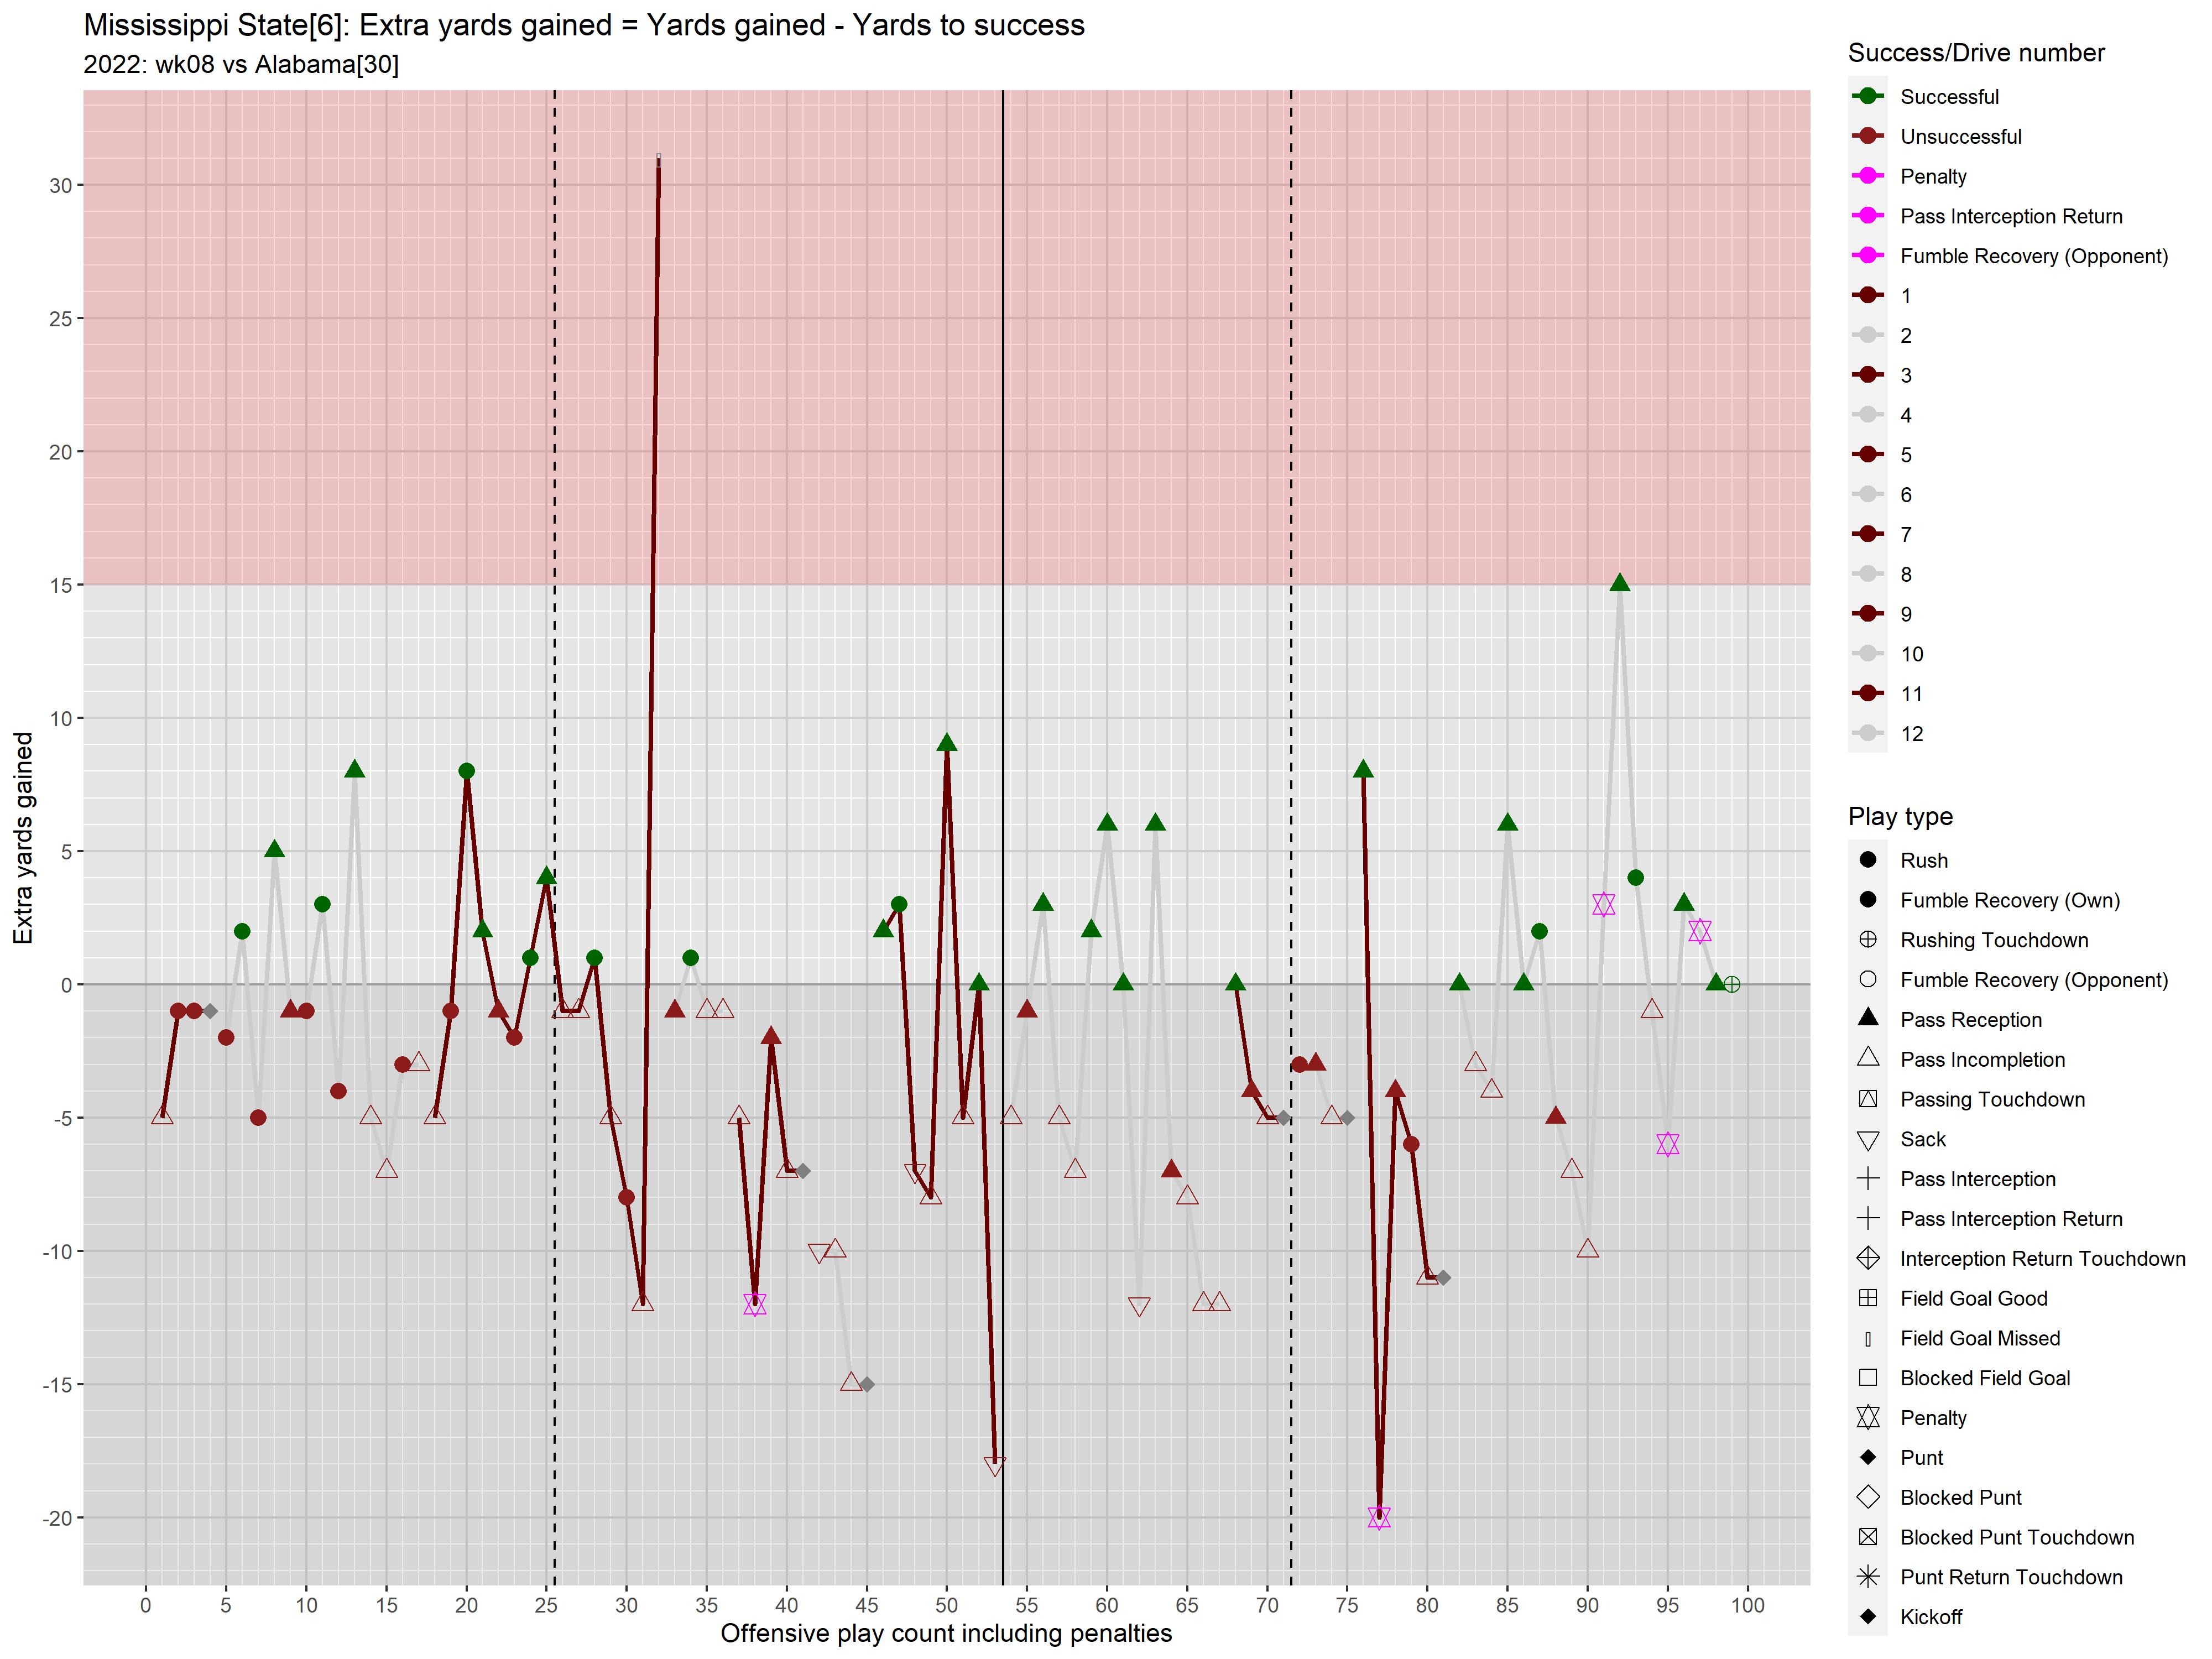 Mississippi State[6]: Extra yards gained = Yards gained - Yards to success
2022: wk08 vs Alabama[30]
Extra yards gained
30
25
20
15
10
5
0
-5
-10
-15
-20
0 5 10 15 20 25 30 35 40 45 50 55 60 65 70 75 80 85 90 95 100
Offensive play count including penalties
Success/Drive number
Successful
Unsuccessful
Penalty
Pass Interception Return
Fumble Recovery (Opponent)
1
2
3
4
5
6
7
8
9
10
11
12
Play type
Rush
Fumble Recovery (Own)
Rushing Touchdown
Fumble Recovery (Opponent)
Pass Reception
Pass Incompletion
Passing Touchdown
Sack
Pass Interception
Pass Interception Return
Interception Return Touchdown
Field Goal Good
Field Goal Missed
Blocked Field Goal
Penalty
Punt
Blocked Punt
Blocked Punt Touchdown
Punt Return Touchdown
Kickoff